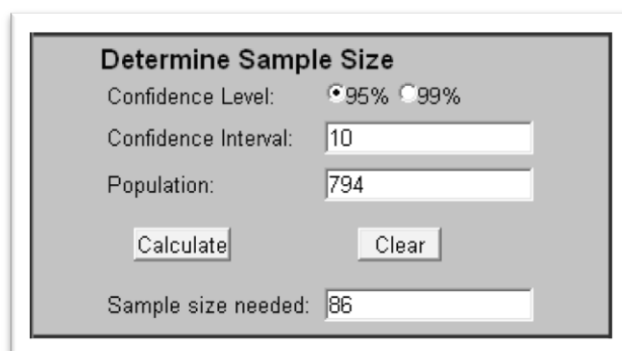 Determine Sample Size
Confidence Level: 95% 99%
Confidence Interval: 10
Population: 794
Calculate Clear
Sample size needed: 86